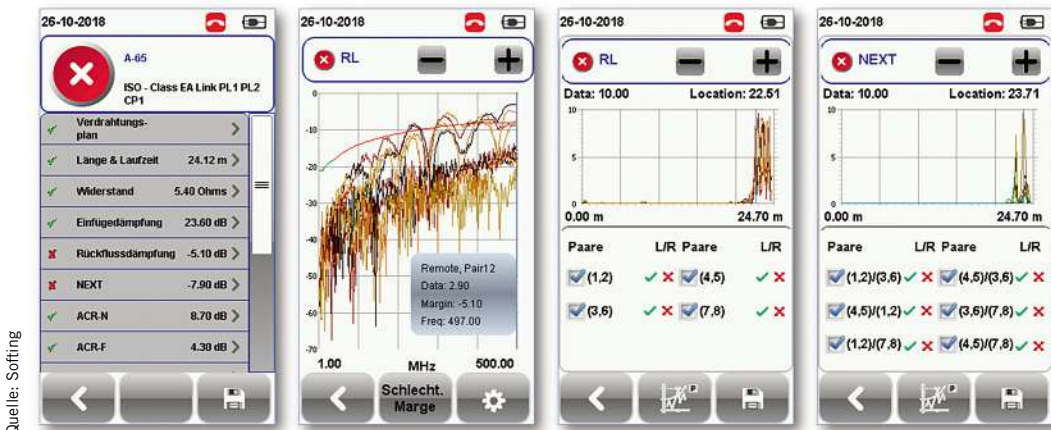 26-10-2018
A-65
ISO - Class EA Link PL1 PL2
CP1
Verdrahtungs-
plan
Länge & Laufzeit 24.12 m
Widerstand 5.40 Ohms
Einfügedämpfung 23.60 dB
Rückflussdämpfung -5.10 dB
NEXT -7.90 dB
ACR-N 8.70 dB
ACR-F 4.30 dB
26-10-2018
RL
0
-10
-20
-30
-40
-50
-60
-70
Remote, Pair12
Data: 2.90
Margin: -5.10
Freq: 497.00
1.00 MHz 500.00
Schlecht.
Marge
26-10-2018
RL
Data: 10.00 Location: 22.51
10
5
0.00 m 24.70 m
Paare L/R Paare L/R
(1,2) (4,5)
(3,6) (7,8)
26-10-2018
NEXT
Data: 10.00 Location: 23.71
10
5
0.00 m 24.70 m
Paare L/R Paare L/R
(1,2)/(3,6) (4,5)/(3,6)
(4,5)/(1,2) (3,6)/(7,8)
(1,2)/(7,8) (4,5)/(7,8)
Quelle: Softing